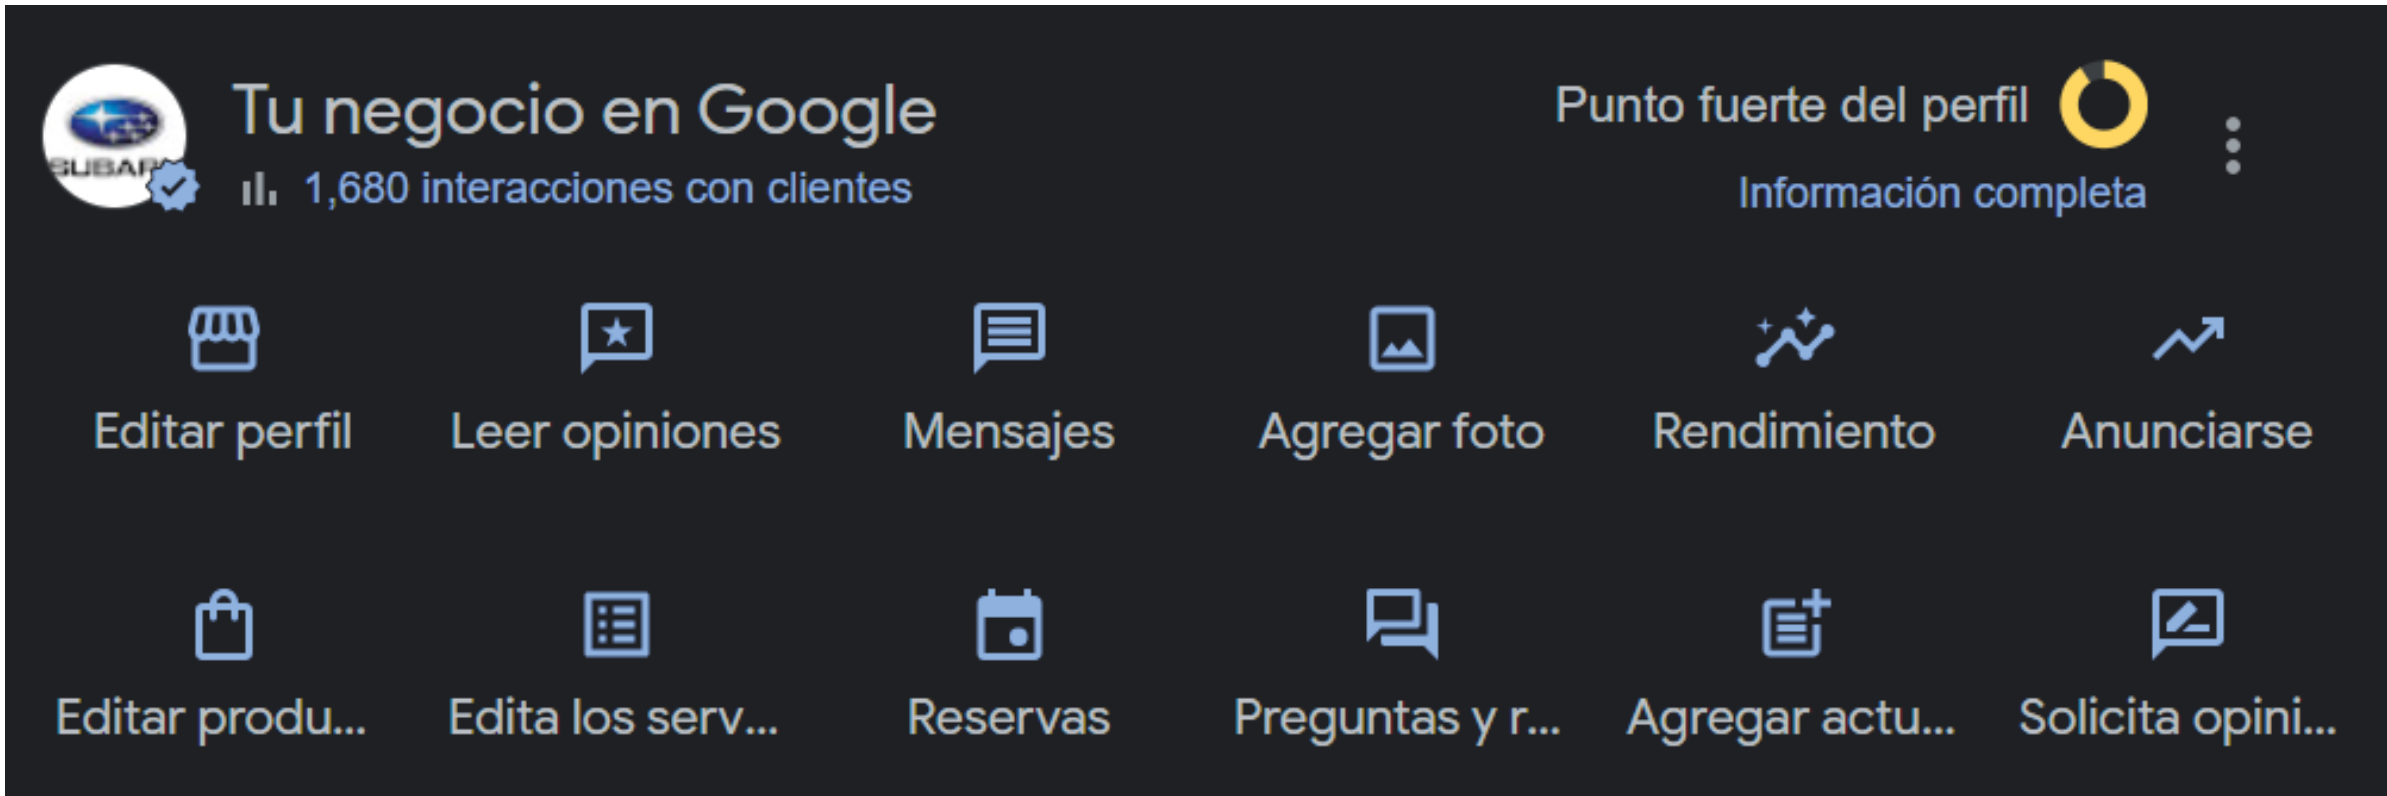 Tu negocio en Google
1,680 interacciones con clientes
Punto fuerte del perfil
Información completa
SUBAR
Editar perfil
Leer opiniones
Mensajes
Agregar foto
Rendimiento
Anunciarse
Editar produ...
Edita los serv...
Reservas
Preguntas y r...
Agregar actu...
Solicita opini...